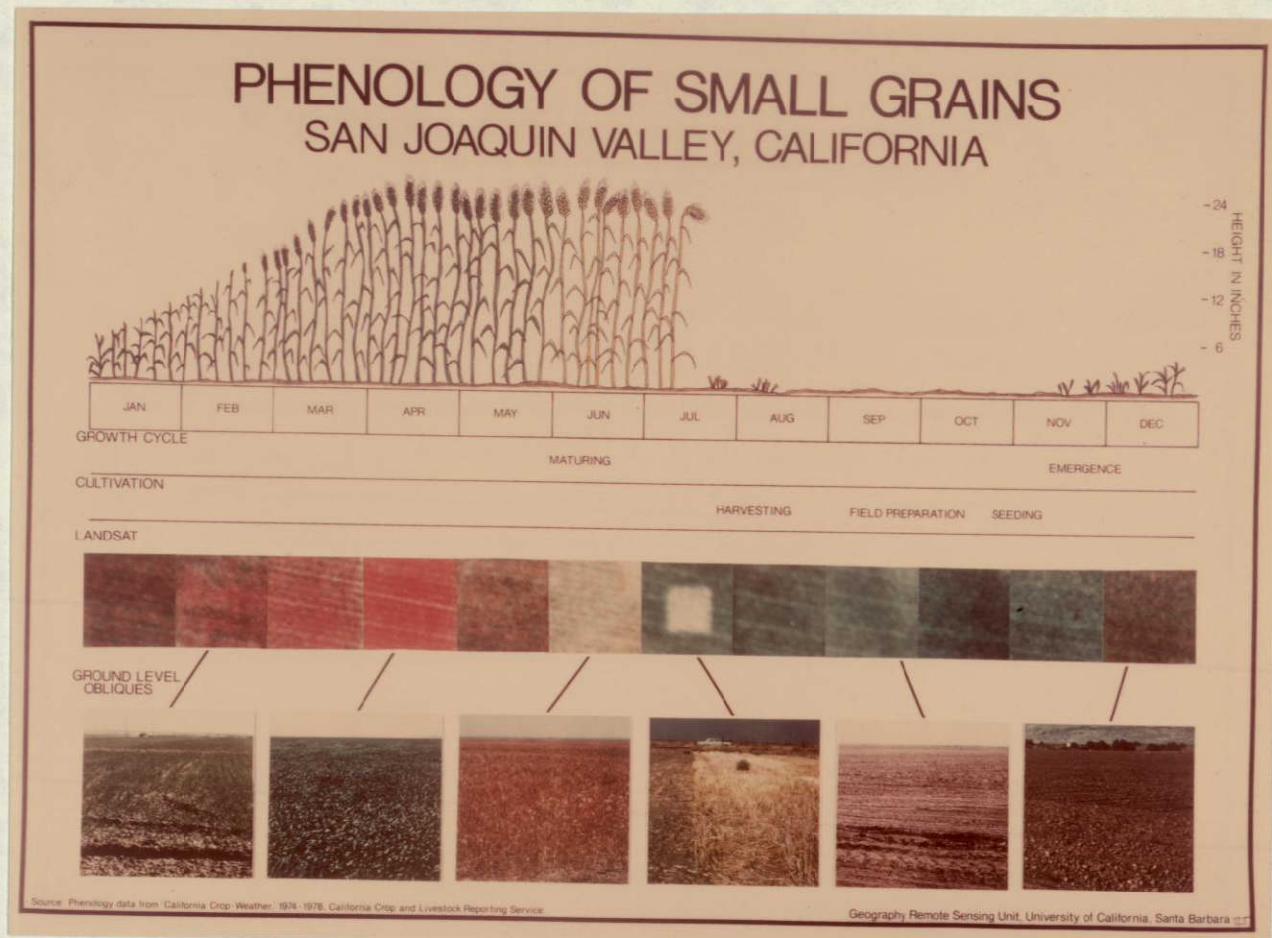 PHENOLOGY OF SMALL GRAINS
SAN JOAQUIN VALLEY, CALIFORNIA
-24
-18
-12
- 6
HEIGHT IN INCHES
JAN FEB MAR APR MAY JUN JUL AUG SEP OCT NOV DEC
GROWTH CYCLE
MATURING EMERGENCE
CULTIVATION
HARVESTING FIELD PREPARATION SEEDING
LANDSAT
GROUND LEVEL
OBLIQUES
Source: Phenology data from California Crop-Weather, 1974-1978, California Crop and Livestock Reporting Service
Geography Remote Sensing Unit, University of California, Santa Barbara